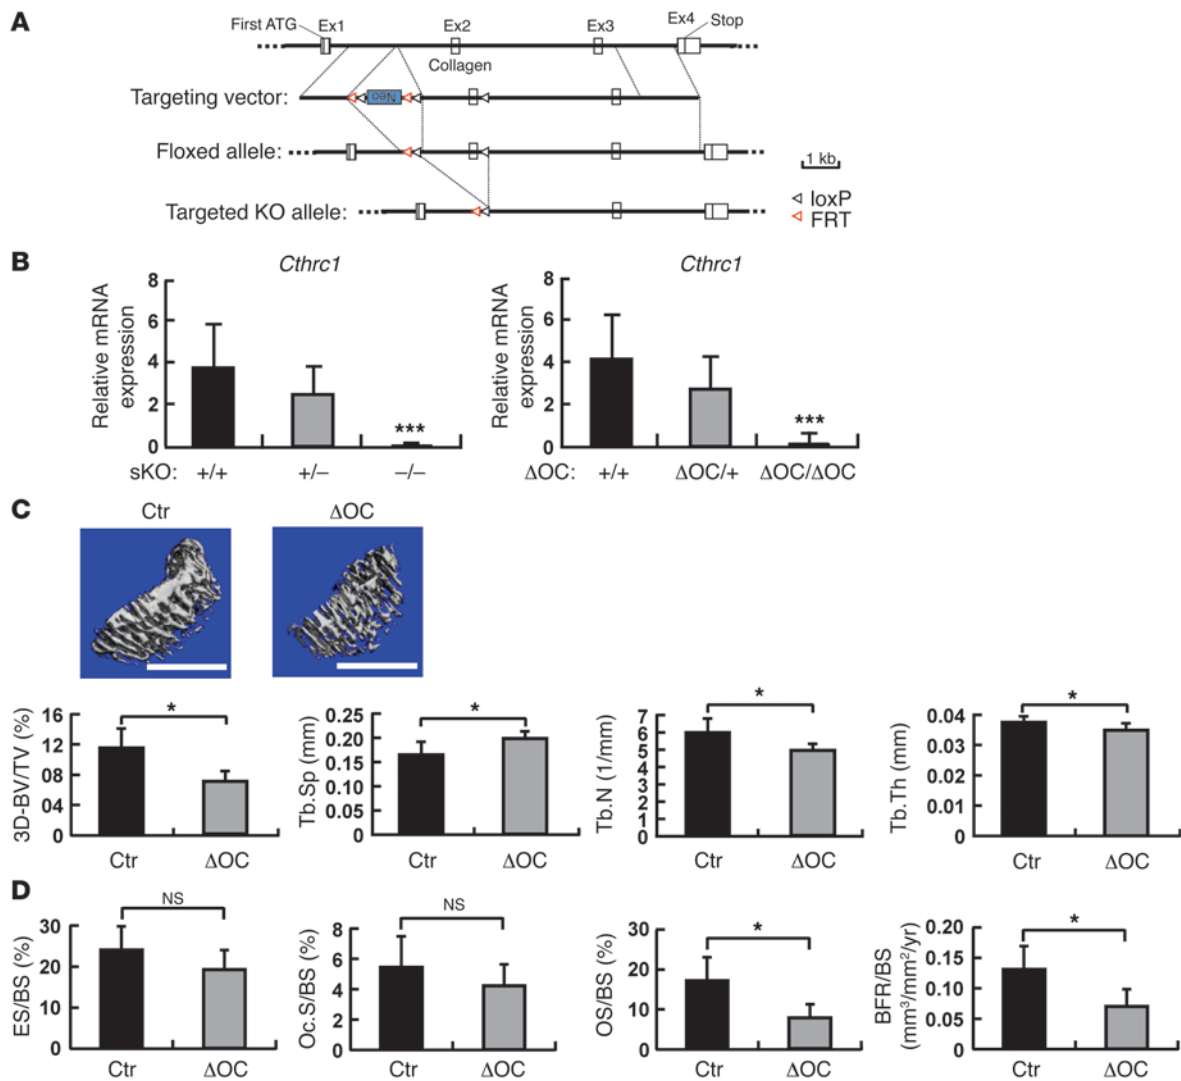 A
First ATG Ex1 Ex2 Ex3 Ex4 Stop
Collagen
Targeting vector: Neo
Floxed allele:
1 kb
loxP
Targeted KO allele:
FRT
B
Cthrc1
Relative mRNA
expression
8
6
4
2
0
***
sKO: +/+ +/– –/–
Cthrc1
Relative mRNA
expression
8
6
4
2
0
***
ΔOC: +/+ ΔOC/+ ΔOC/ΔOC
C
Ctr ΔOC
3D-BV/TV (%)
16
12
08
04
0
*
Ctr ΔOC
Tb.Sp (mm)
0.25
0.20
0.15
0.10
0.05
0
*
Ctr ΔOC
Tb.N (1/mm)
7
6
5
4
3
2
1
0
*
Ctr ΔOC
Tb.Th (mm)
0.04
0.03
0.02
0.01
0
*
Ctr ΔOC
D
ES/BS (%)
30
20
10
0
NS
Ctr ΔOC
Oc.S/BS (%)
8
6
4
2
0
NS
Ctr ΔOC
OS/BS (%)
30
20
10
0
*
Ctr ΔOC
BFR/BS
(mm³/mm²/yr)
0.20
0.15
0.10
0.05
0
*
Ctr ΔOC